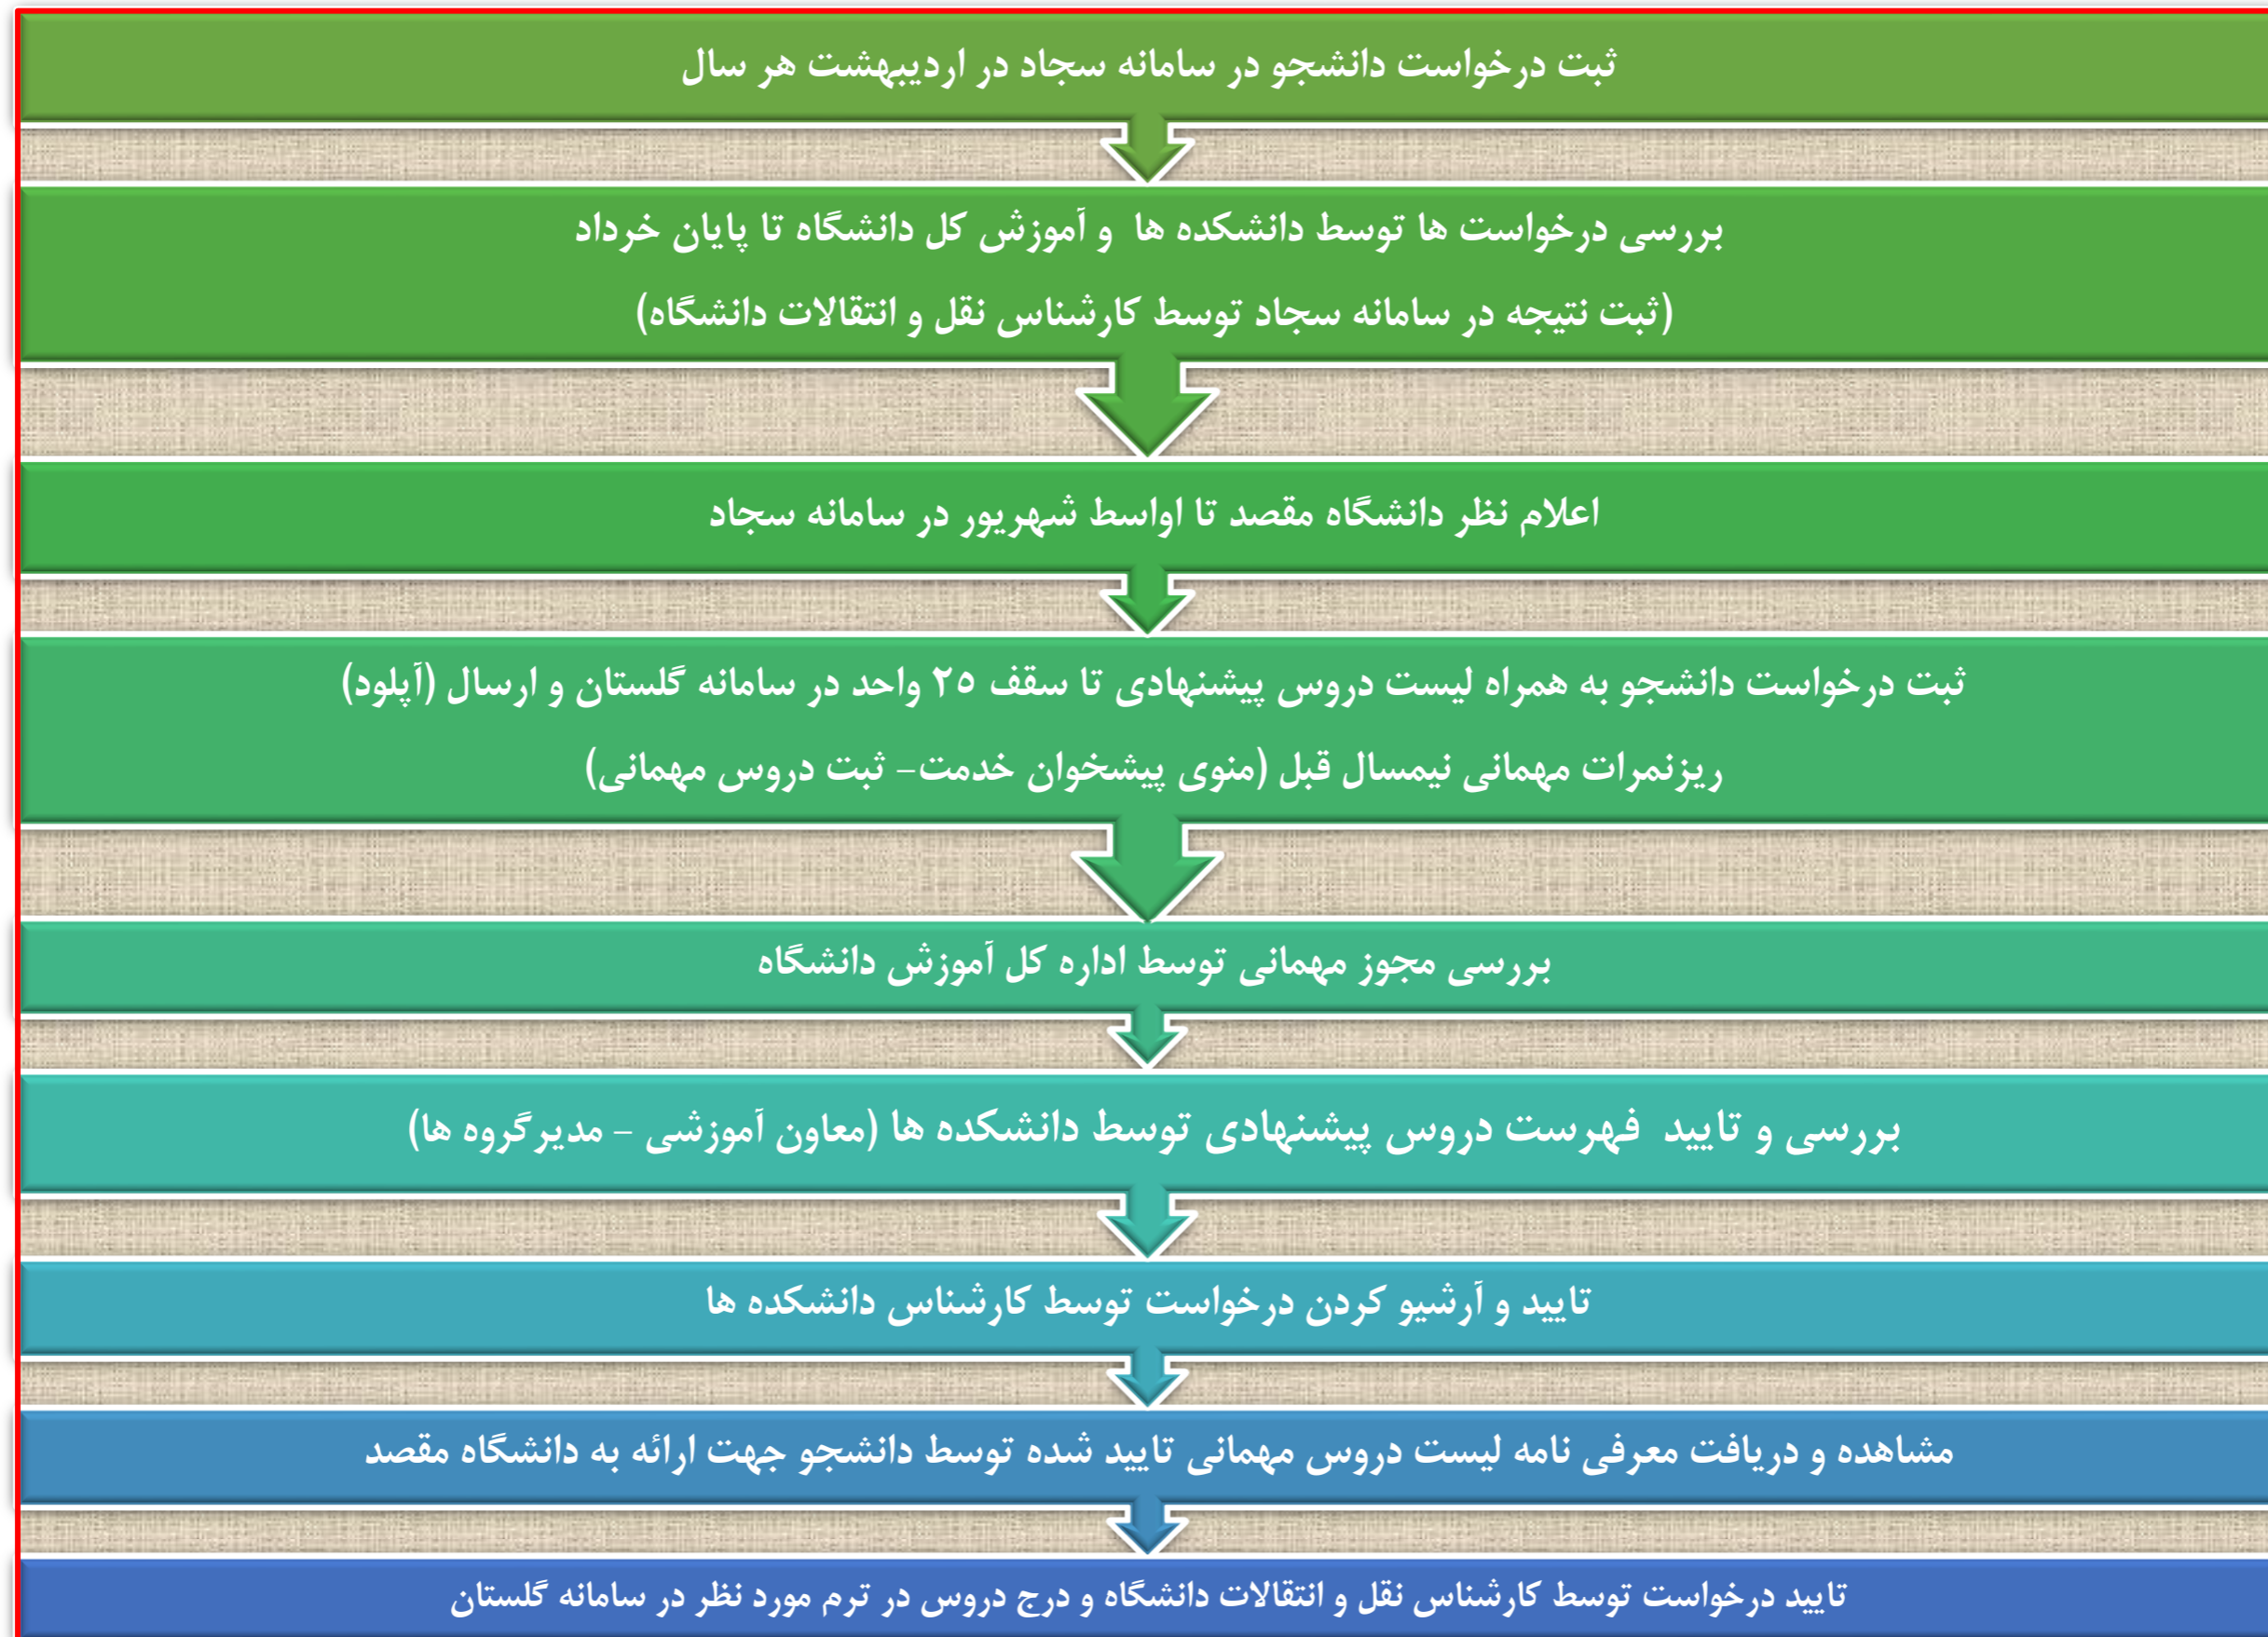 ثبت درخواست دانشجو در سامانه سجاد در اردیبهشت هر سال
بررسی درخواست ها توسط دانشکده ها و آموزش کل دانشگاه تا پایان خرداد
(ثبت نتیجه در سامانه سجاد توسط کارشناس نقل و انتقالات دانشگاه)
اعلام نظر دانشگاه مقصد تا اواسط شهریور در سامانه سجاد
ثبت درخواست دانشجو به همراه لیست دروس پیشنهادی تا سقف ۲۵ واحد در سامانه گلستان و ارسال (آپلود)
ریزنمرات مهمانی نیمسال قبل (منوی پیشخوان خدمت- ثبت دروس مهمانی)
بررسی مجوز مهمانی توسط اداره کل آموزش دانشگاه
بررسی و تایید فهرست دروس پیشنهادی توسط دانشکده ها (معاون آموزشی - مدیرگروه ها)
تایید و آرشیو کردن درخواست توسط کارشناس دانشکده ها
مشاهده و دریافت معرفی نامه لیست دروس مهمانی تایید شده توسط دانشجو جهت ارائه به دانشگاه مقصد
تایید درخواست توسط کارشناس نقل و انتقالات دانشگاه و درج دروس در ترم مورد نظر در سامانه گلستان